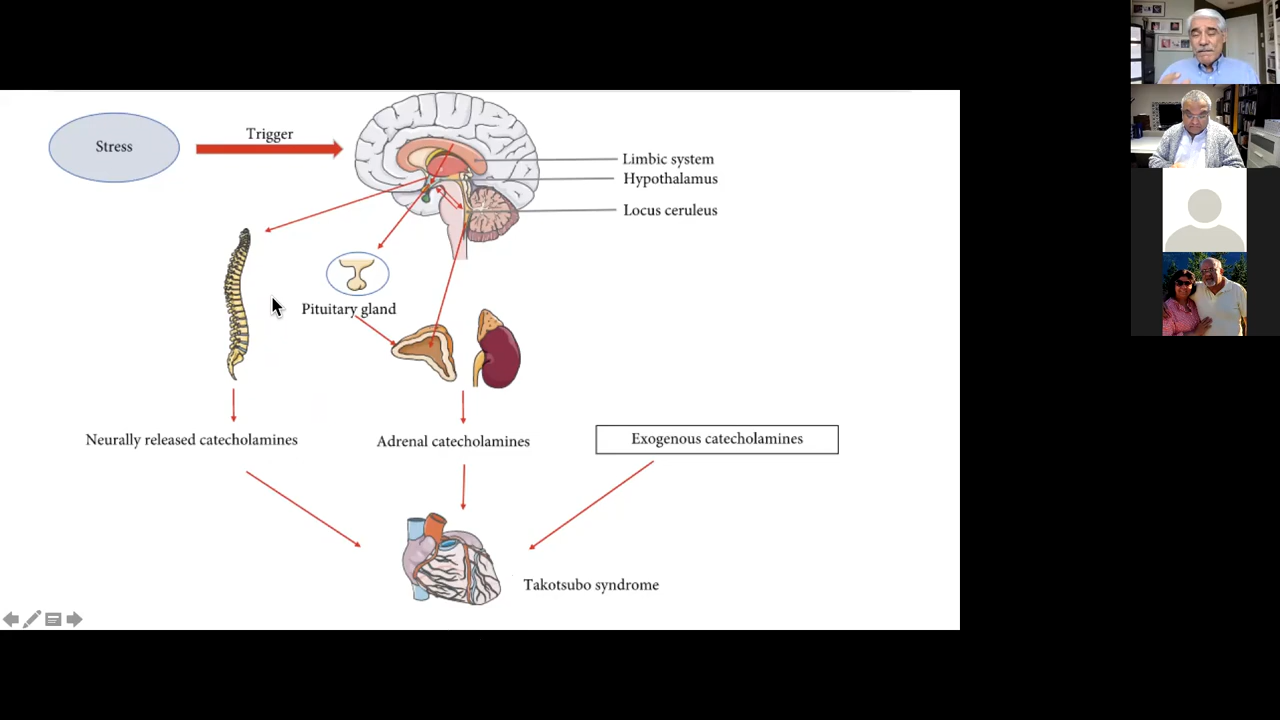 Stress
Trigger
Limbic system
Hypothalamus
Locus ceruleus
Pituitary gland
Neurally released catecholamines
Adrenal catecholamines
Exogenous catecholamines
Takotsubo syndrome